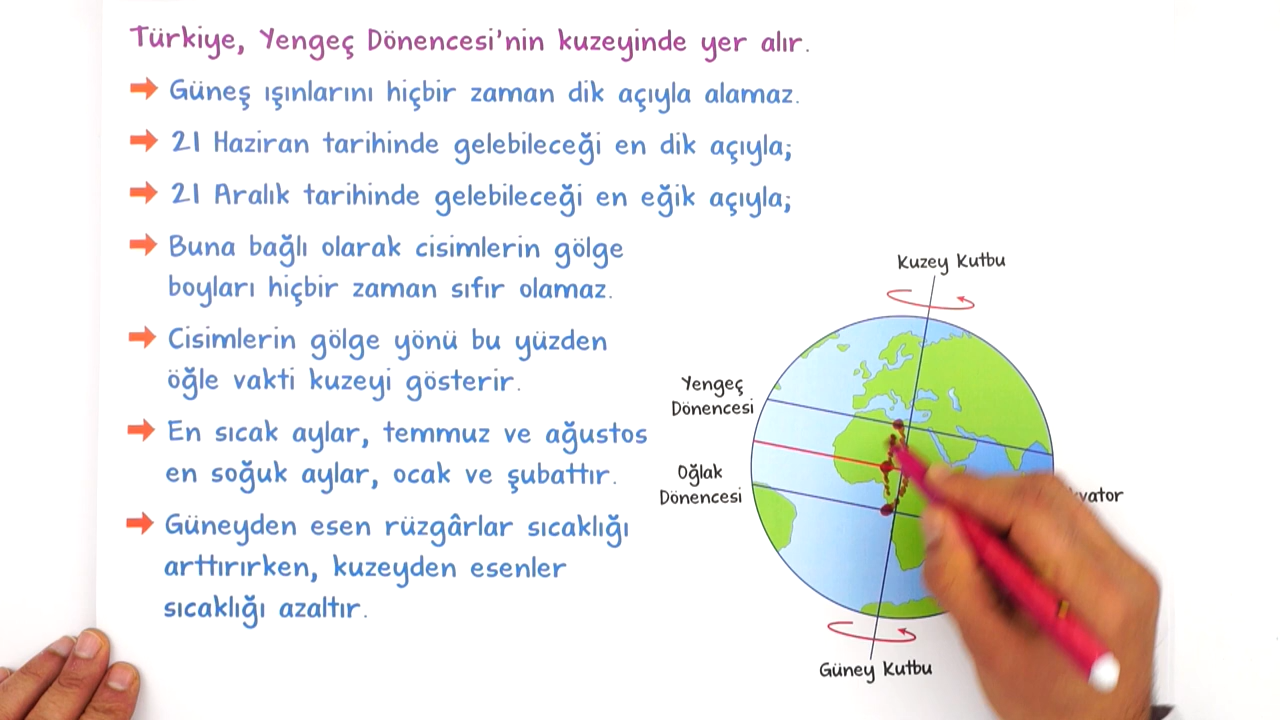 Türkiye, Yengeç Dönencesi'nin kuzeyinde yer alır.
Güneş ışınlarını hiçbir zaman dik açıyla alamaz.
21 Haziran tarihinde gelebileceği en dik açıyla;
21 Aralık tarihinde gelebileceği en eğik açıyla;
Buna bağlı olarak cisimlerin gölge
boyları hiçbir zaman sıfır olamaz.
Cisimlerin gölge yönü bu yüzden
öğle vakti kuzeyi gösterir.
En sıcak aylar, temmuz ve ağustos
en soğuk aylar, ocak ve şubattır.
Güneyden esen rüzgârlar sıcaklığı
arttırırken, kuzeyden esenler
sıcaklığı azaltır.
Kuzey Kutbu
Yengeç
Dönencesi
Oğlak
Dönencesi
Güney Kutbu